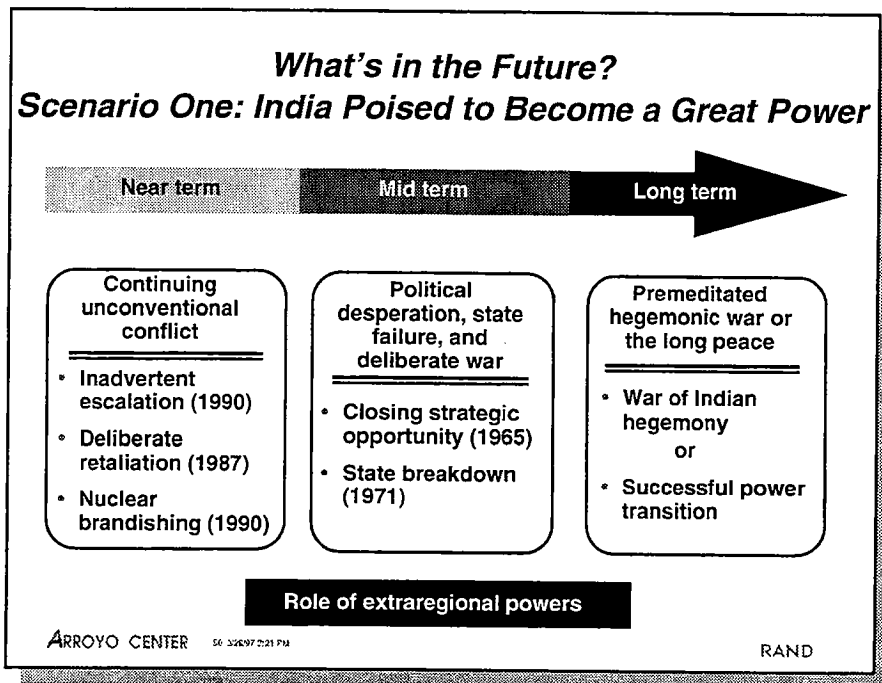 What's in the Future?
Scenario One: India Poised to Become a Great Power
Near term
Mid term
Long term
Continuing
unconventional
conflict
• Inadvertent
escalation (1990)
• Deliberate
retaliation (1987)
• Nuclear
brandishing (1990)
Political
desperation, state
failure, and
deliberate war
• Closing strategic
opportunity (1965)
• State breakdown
(1971)
Premeditated
hegemonic war or
the long peace
• War of Indian
hegemony
or
• Successful power
transition
Role of extraregional powers
ARROYO CENTER
RAND